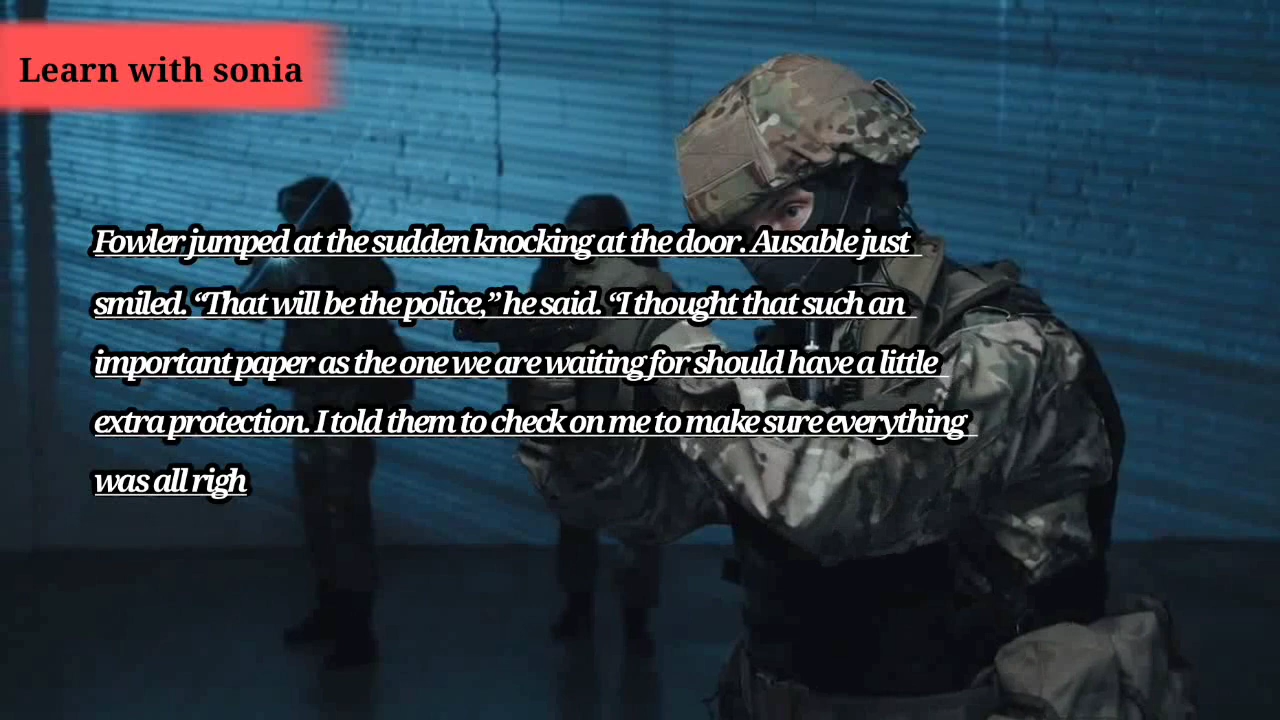 Learn with sonia
Fowler jumped at the sudden knocking at the door. Ausable just
smiled. “That will be the police,” he said. “I thought that such an
important paper as the one we are waiting for should have a little
extra protection. I told them to check on me to make sure everything
was all righ